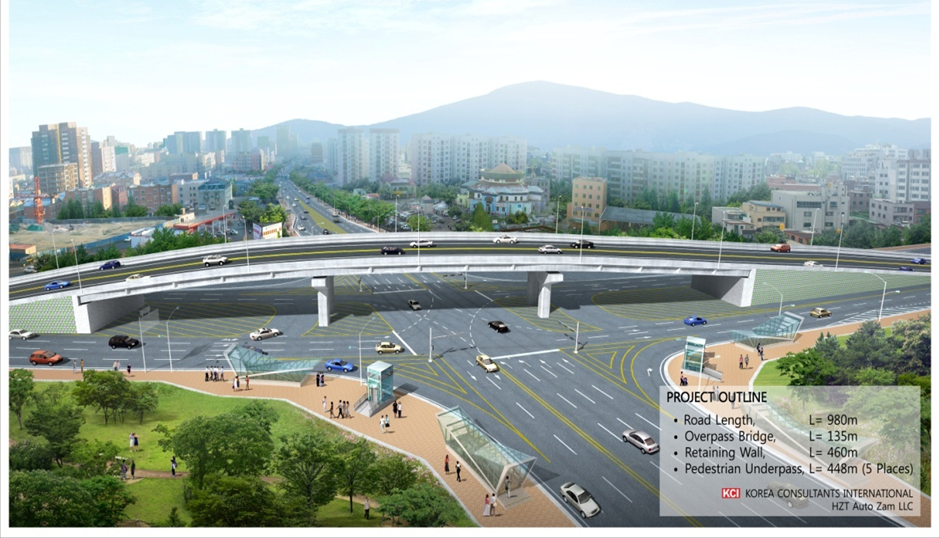 PROJECT OUTLINE
• Road Length, L= 980m
• Overpass Bridge, L= 135m
• Retaining Wall, L= 460m
• Pedestrian Underpass, L= 448m (5 Places)
KCI KOREA CONSULTANTS INTERNATIONAL
HZT Auto Zam LLC